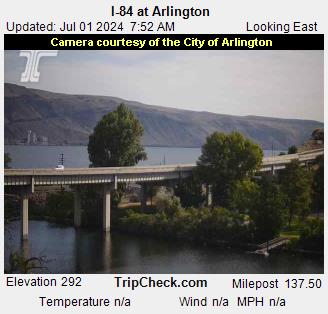 I-84 at Arlington
Updated: Jul 01 2024 7:52 AM Looking East
Camera courtesy of the City of Arlington
Elevation 292 TripCheck.com Milepost 137.50
Temperature n/a Wind n/a MPH n/a